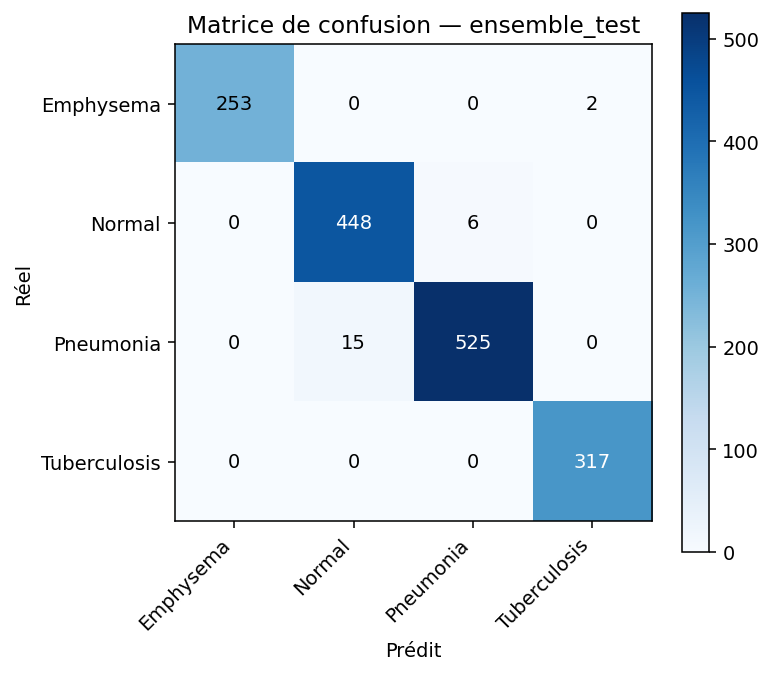 Matrice de confusion — ensemble_test
Réel
Emphysema 253 0 0 2
Normal 0 448 6 0
Pneumonia 0 15 525 0
Tuberculosis 0 0 0 317
Emphysema Normal Pneumonia Tuberculosis
Prédit
500
400
300
200
100
0